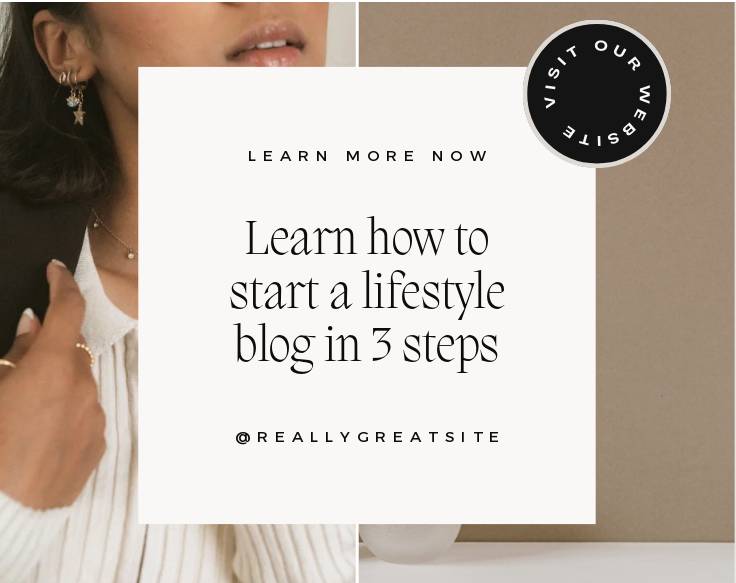 VISIT OUR WEBSITE
LEARN MORE NOW
Learn how to
start a lifestyle
blog in 3 steps
@REALLYGREATSITE